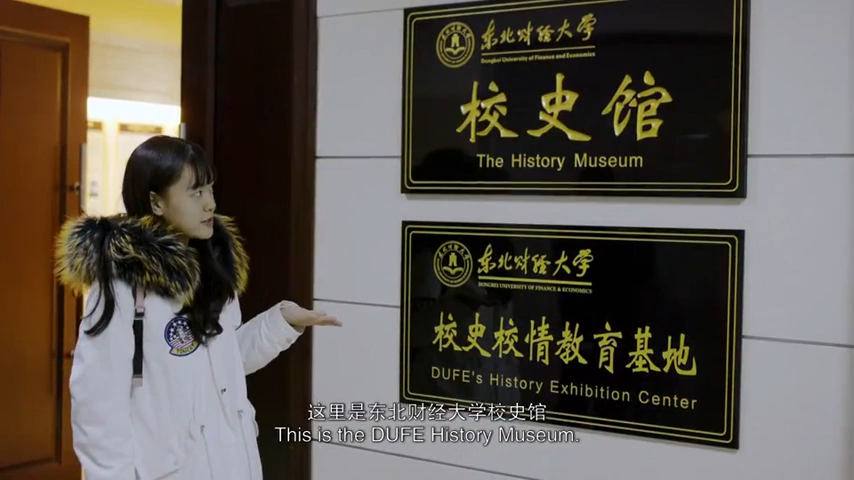 东北财经大学
Dongbei University of Finance and Economics
校史馆
The History Museum
东北财经大学
DONGBEI UNIVERSITY OF FINANCE & ECONOMICS
校史校情教育基地
DUFE's History Exhibition Center
这里是东北财经大学校史馆
This is the DUFE History Museum.